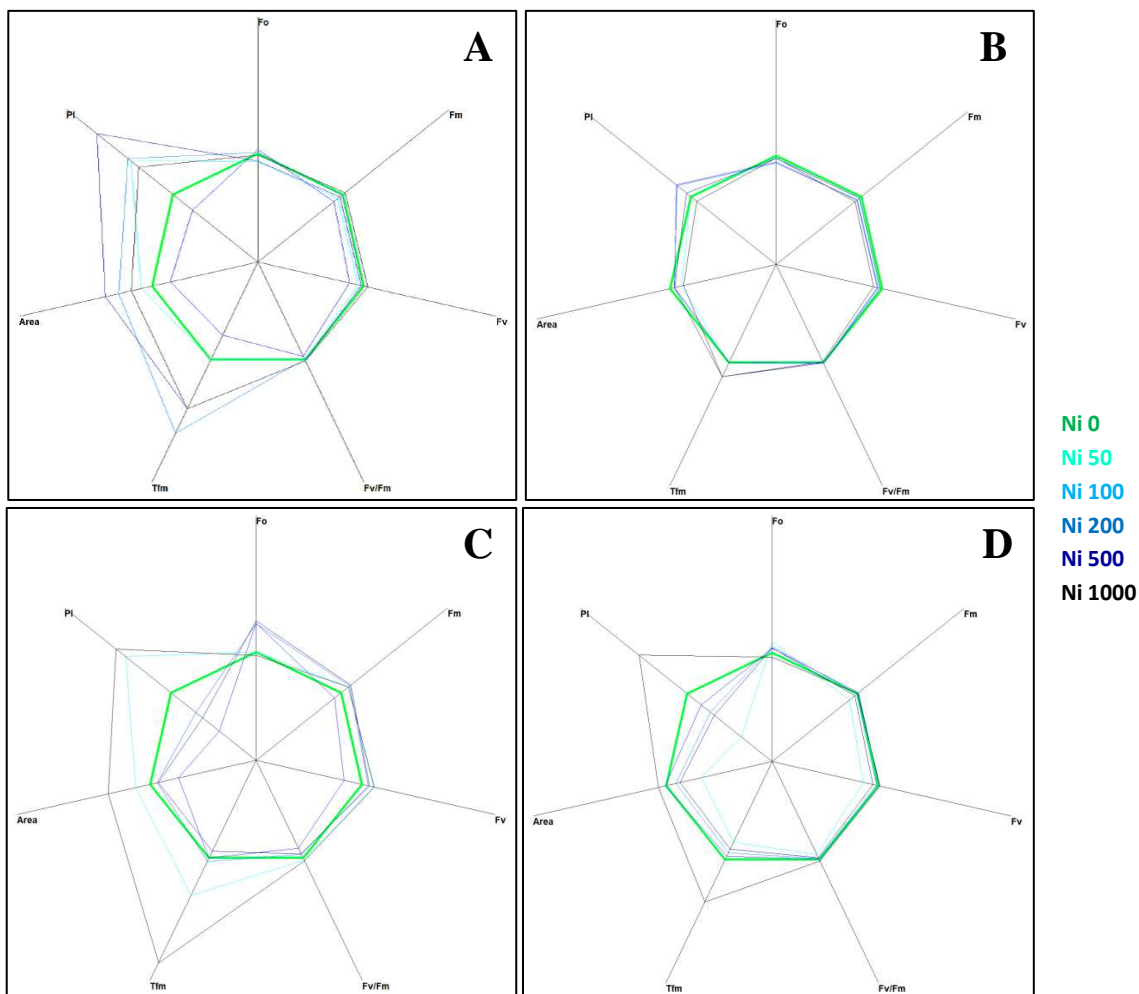 A
Fo
Fm
Fv
Fv/Fm
Tfm
Area
PI
B
Fo
Fm
Fv
Fv/Fm
Tfm
Area
PI
C
Fo
Fm
Fv
Fv/Fm
Tfm
Area
PI
D
Fo
Fm
Fv
Fv/Fm
Tfm
Area
PI
Ni 0
Ni 50
Ni 100
Ni 200
Ni 500
Ni 1000